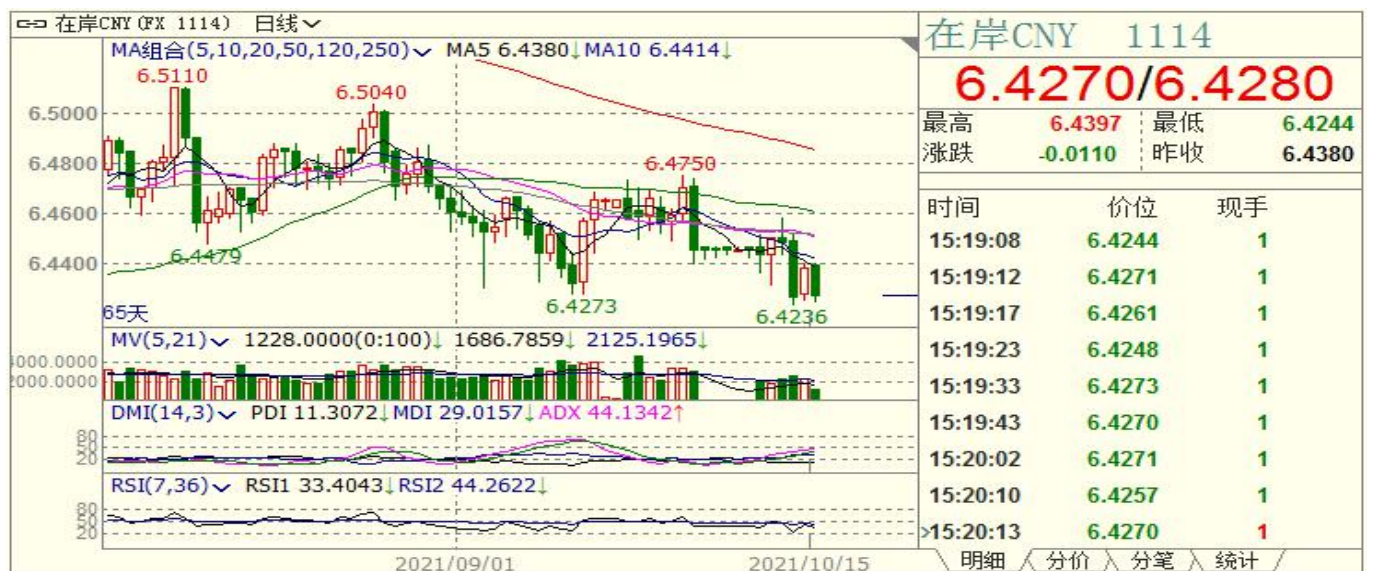 在岸CNY(FX 1114) 日线
MA组合(5,10,20,50,120,250) MA5 6.4380↓ MA10 6.4414↓
6.5110
6.5040
6.5000
6.4800
6.4750
6.4600
6.4479
6.4400
6.4273
6.4236
65天
MV(5,21) 1228.0000(0:100)↓ 1686.7859↓ 2125.1965↓
4000.0000
2000.0000
DMI(14,3) PDI 11.3072↓ MDI 29.0157↓ ADX 44.1342↑
80
50
20
RSI(7,36) RSI1 33.4043↓ RSI2 44.2622↓
80
50
20
2021/09/01 2021/10/15
在岸CNY 1114
6.4270/6.4280
最高 6.4397 最低 6.4244
涨跌 -0.0110 昨收 6.4380
时间 价位 现手
15:19:08 6.4244 1
15:19:12 6.4271 1
15:19:17 6.4261 1
15:19:23 6.4248 1
15:19:33 6.4273 1
15:19:43 6.4270 1
15:20:02 6.4271 1
15:20:10 6.4257 1
>15:20:13 6.4270 1
明细 分价 分笔 统计